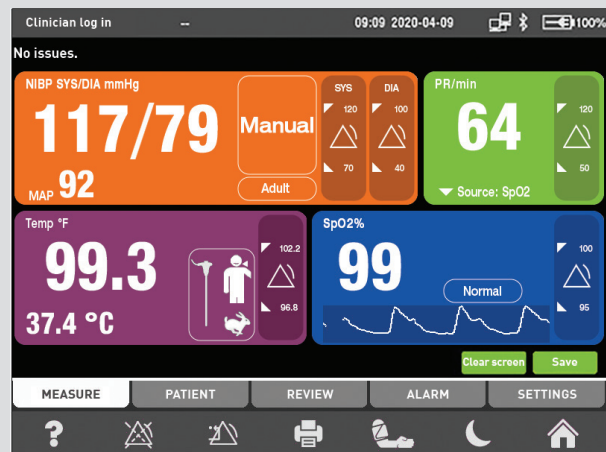 Clinician log in -- 09:09 2020-04-09 100%
No issues.
NIBP SYS/DIA mmHg
117/79
MAP 92
Manual
Adult
SYS
120
70
DIA
100
40
PR/min
64
Source: SpO2
120
50
Temp °F
99.3
37.4 °C
102.2
96.8
SpO2%
99
Normal
100
95
Clear screen Save
MEASURE PATIENT REVIEW ALARM SETTINGS
?